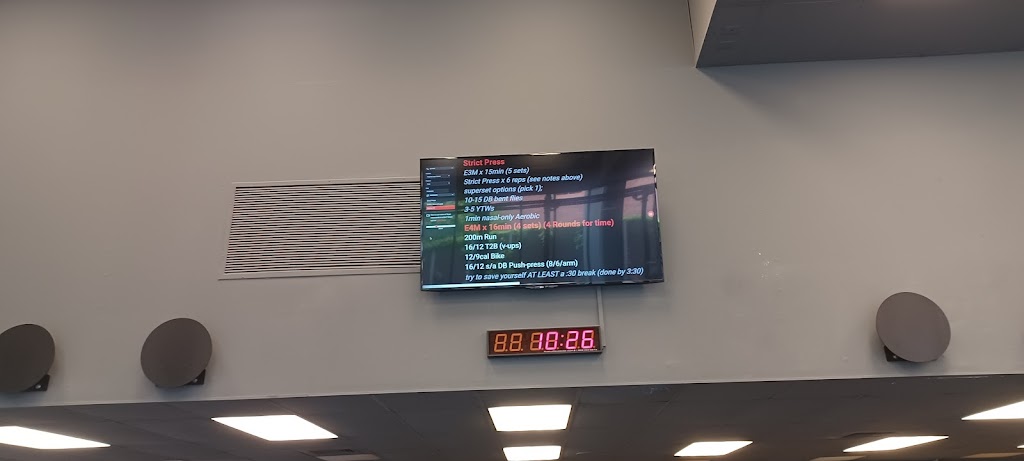 Strict Press
E3M x 15min (5 sets)
Strict Press x 6 reps (see notes above)
superset options (pick 1);
10-15 DB bent flies
3-5 YTWs
1min nasal-only Aerobic
E4M x 16min (4 sets) (4 Rounds for time)
200m Run
16/12 T2B (v-ups)
12/9cal Bike
16/12 s/a DB Push-press (8/6/arm)
try to save yourself AT LEAST a :30 break (done by 3:30)
10:26